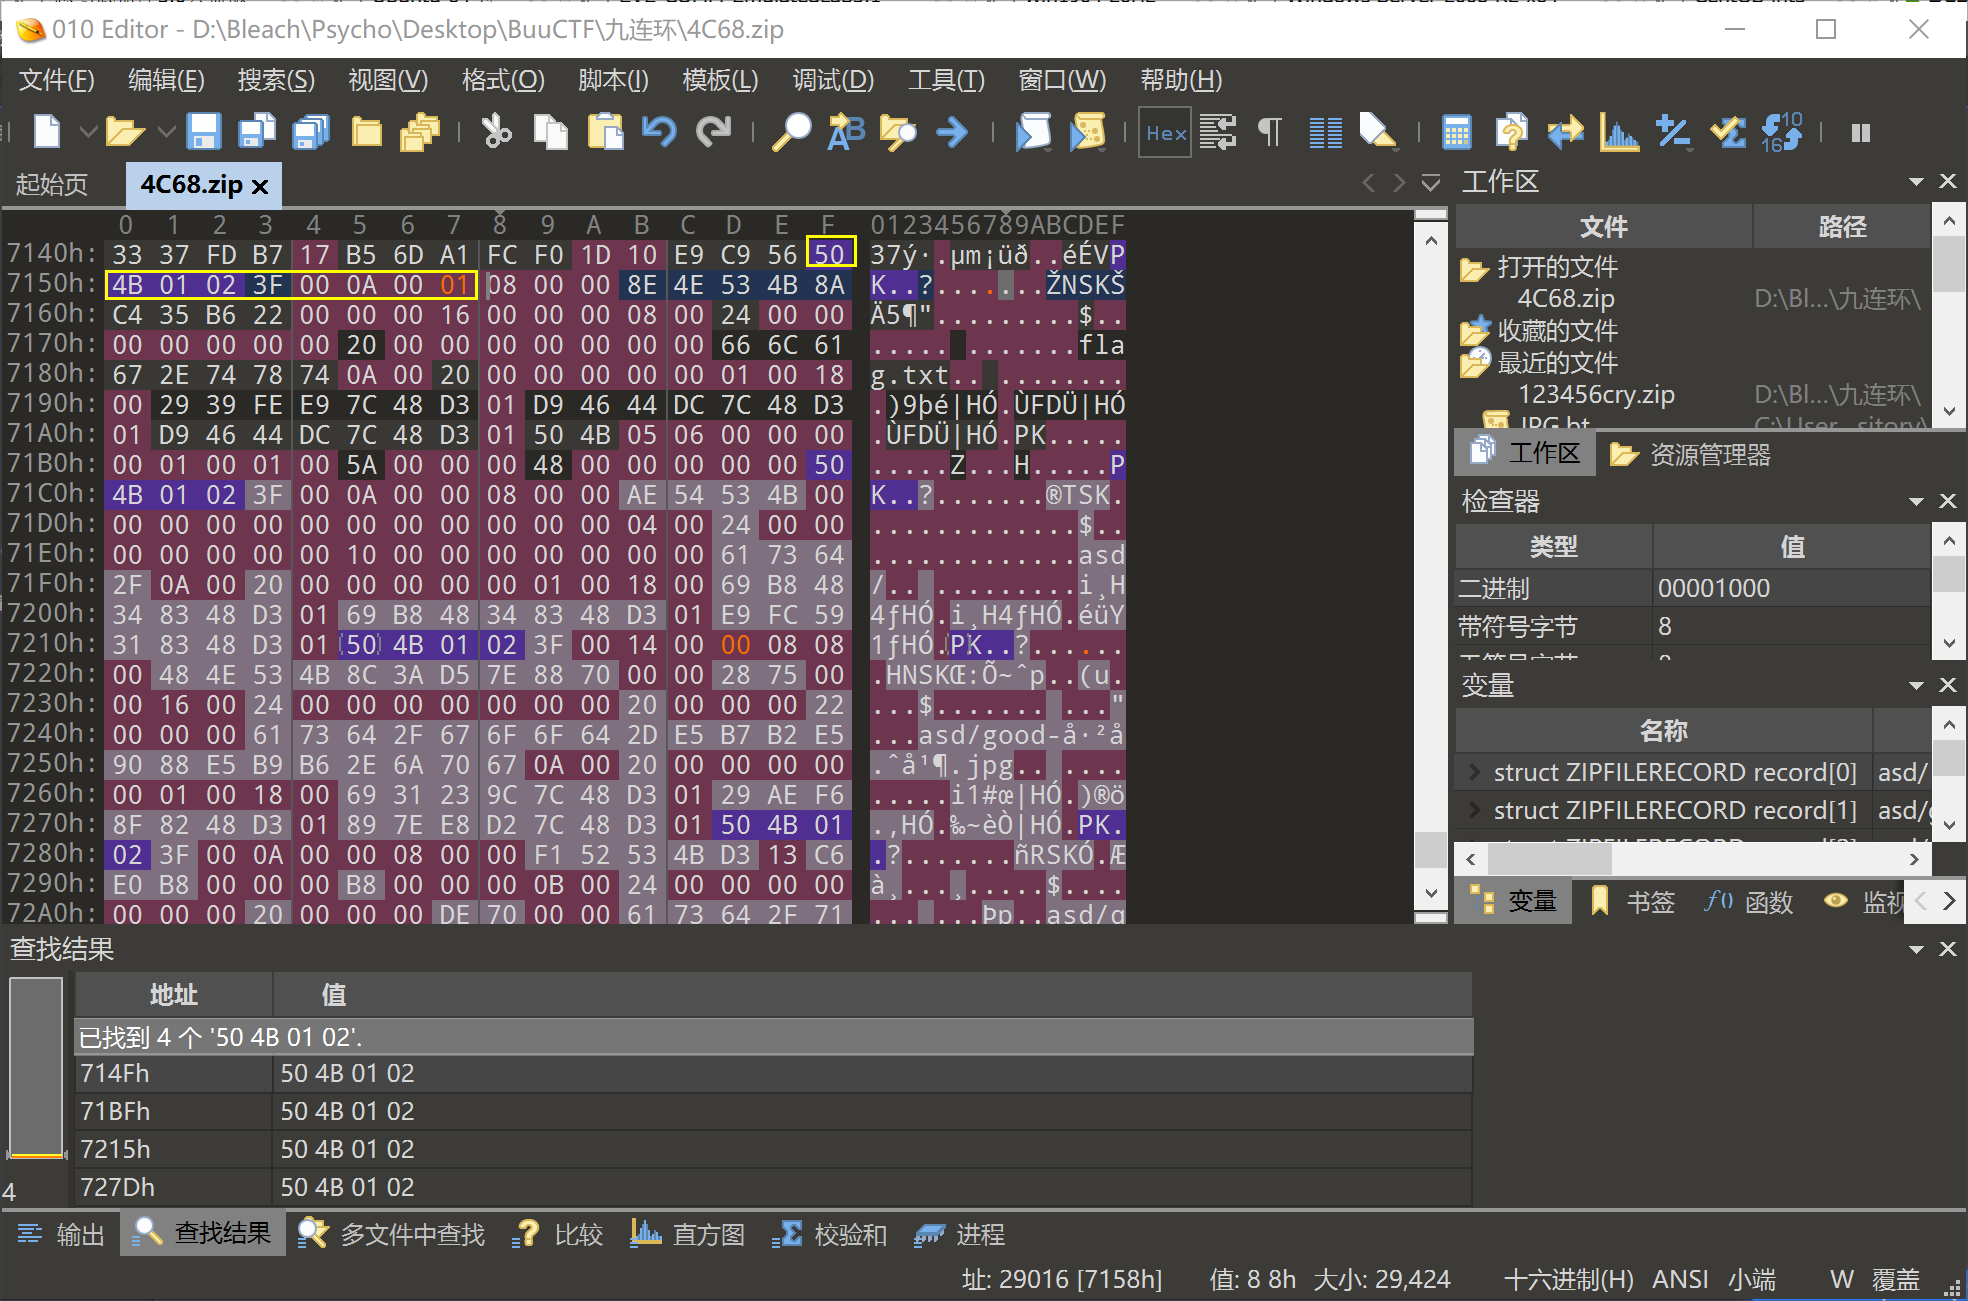 010 Editor - D:\Bleach\Psycho\Desktop\BuuCTF\九连环\4C68.zip
文件(F) 编辑(E) 搜索(S) 视图(V) 格式(O) 脚本(I) 模板(L) 调试(D) 工具(T) 窗口(W) 帮助(H)
Hex
起始页 4C68.zip
0 1 2 3 4 5 6 7 8 9 A B C D E F 0123456789ABCDEF
7140h: 33 37 FD B7 17 B5 6D A1 FC F0 1D 10 E9 C9 56 50 37ý·.µm¡üð..éÉVP
7150h: 4B 01 02 3F 00 0A 00 01 08 00 00 8E 4E 53 4B 8A K..?.......ŽNSKŠ
7160h: C4 35 B6 22 00 00 00 16 00 00 00 08 00 24 00 00 Ä5¶".........$..
7170h: 00 00 00 00 00 20 00 00 00 00 00 00 00 66 6C 61 ..... .......fla
7180h: 67 2E 74 78 74 0A 00 20 00 00 00 00 00 01 00 18 g.txt.. ........
7190h: 00 29 39 FE E9 7C 48 D3 01 D9 46 44 DC 7C 48 D3 .)9þé|HÓ.ÙFDÜ|HÓ
71A0h: 01 D9 46 44 DC 7C 48 D3 01 50 4B 05 06 00 00 00 .ÙFDÜ|HÓ.PK.....
71B0h: 00 01 00 01 00 5A 00 00 00 48 00 00 00 00 00 50 .....Z...H.....P
71C0h: 4B 01 02 3F 00 0A 00 00 08 00 00 AE 54 53 4B 00 K..?.......®TSK.
71D0h: 00 00 00 00 00 00 00 00 00 00 00 04 00 24 00 00 .............$..
71E0h: 00 00 00 00 00 10 00 00 00 00 00 00 00 61 73 64 .............asd
71F0h: 2F 0A 00 20 00 00 00 00 00 01 00 18 00 69 B8 48 /.. .........i¸H
7200h: 34 83 48 D3 01 69 B8 48 34 83 48 D3 01 E9 FC 59 4ƒHÓ.i¸H4ƒHÓ.éüY
7210h: 31 83 48 D3 01 50 4B 01 02 3F 00 14 00 00 08 08 1ƒHÓ.PK..?......
7220h: 00 48 4E 53 4B 8C 3A D5 7E 88 70 00 00 28 75 00 .HNSKŒ:Õ~ˆp..(u.
7230h: 00 16 00 24 00 00 00 00 00 00 00 20 00 00 00 22 ...$....... ..."
7240h: 00 00 00 61 73 64 2F 67 6F 6F 64 2D E5 B7 B2 E5 ...asd/good-å·²å
7250h: 90 88 E5 B9 B6 2E 6A 70 67 0A 00 20 00 00 00 00 .ˆå¹¶.jpg.. ....
7260h: 00 01 00 18 00 69 31 23 9C 7C 48 D3 01 29 AE F6 .....i1#œ|HÓ.)®ö
7270h: 8F 82 48 D3 01 89 7E E8 D2 7C 48 D3 01 50 4B 01 .‚HÓ.‰~èÒ|HÓ.PK.
7280h: 02 3F 00 0A 00 00 08 00 00 F1 52 53 4B D3 13 C6 .?.......ñRSKÓ.Æ
7290h: E0 B8 00 00 00 B8 00 00 00 0B 00 24 00 00 00 00 à¸...¸.....$....
72A0h: 00 00 00 20 00 00 00 DE 70 00 00 61 73 64 2F 71 ... ...Þp..asd/q
工作区
文件 路径
打开的文件
4C68.zip D:\Bl...\九连环\
收藏的文件
最近的文件
123456cry.zip D:\Bl...\九连环\
JPG.bt C:\User...sitory\
工作区 资源管理器
检查器
类型 值
二进制 00001000
带符号字节 8
变量
名称
struct ZIPFILERECORD record[0] asd/
struct ZIPFILERECORD record[1] asd/g
变量 书签 f() 函数 监视
查找结果
地址 值
已找到 4 个 '50 4B 01 02'.
714Fh 50 4B 01 02
71BFh 50 4B 01 02
7215h 50 4B 01 02
727Dh 50 4B 01 02
4
输出 查找结果 多文件中查找 比较 直方图 校验和 进程
址: 29016 [7158h] 值: 8 8h 大小: 29,424 十六进制(H) ANSI 小端 W 覆盖